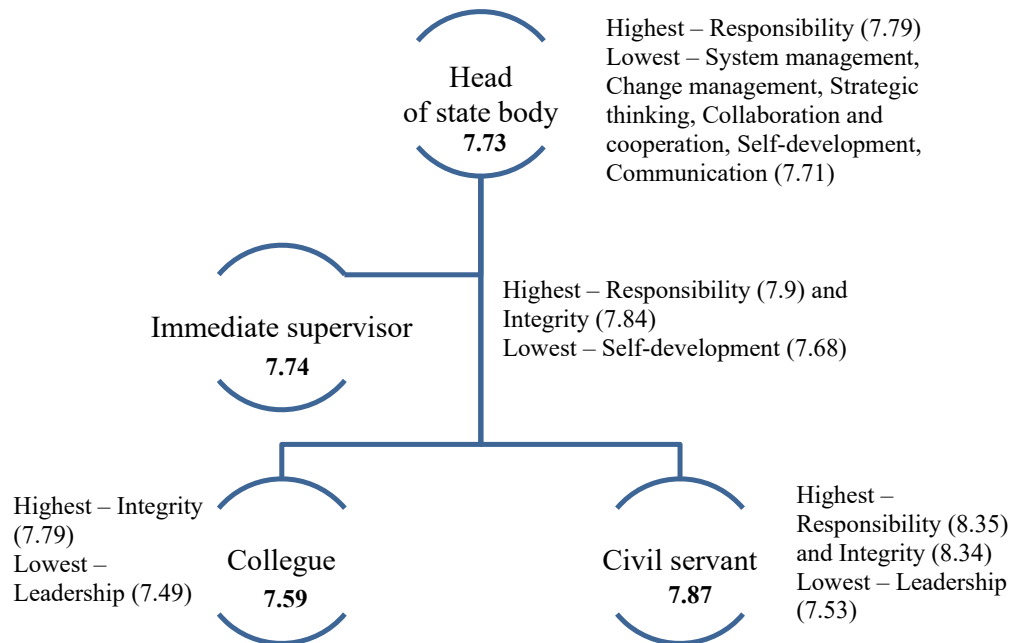 Head
of state body
7.73
Highest – Responsibility (7.79)
Lowest – System management,
Change management, Strategic
thinking, Collaboration and
cooperation, Self-development,
Communication (7.71)
Immediate supervisor
7.74
Highest – Responsibility (7.9) and
Integrity (7.84)
Lowest – Self-development (7.68)
Highest – Integrity
(7.79)
Lowest –
Leadership (7.49)
Collegue
7.59
Civil servant
7.87
Highest –
Responsibility (8.35)
and Integrity (8.34)
Lowest – Leadership
(7.53)